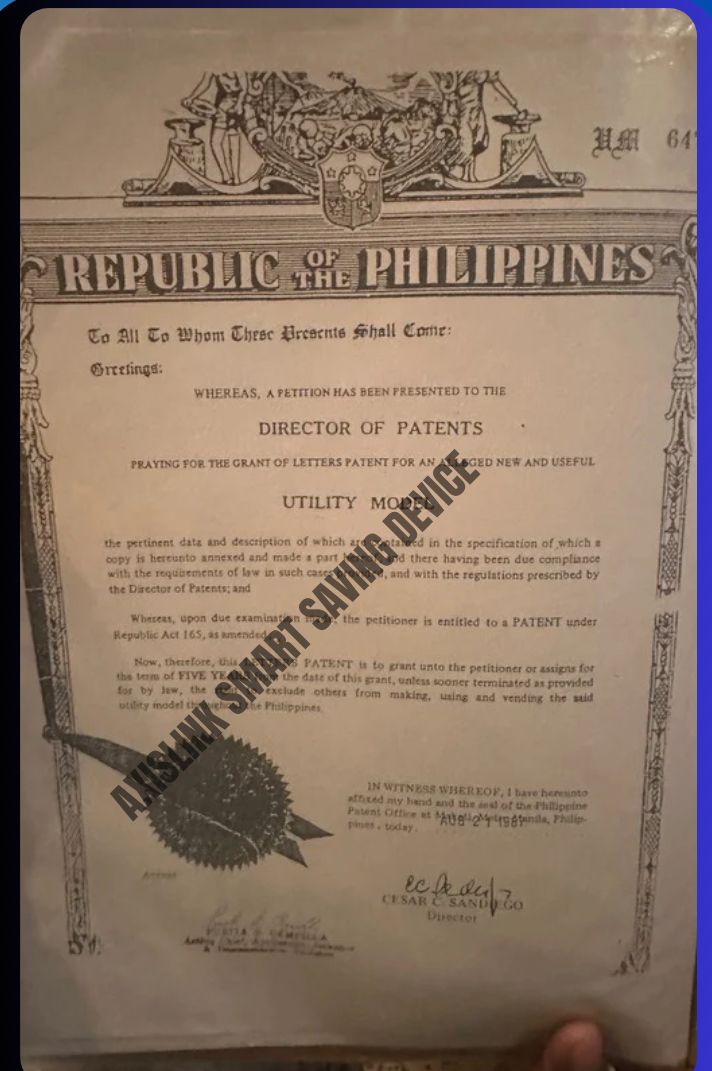 UM 64
REPUBLIC OF THE PHILIPPINES
To All To Whom These Presents Shall Come:
Greetings:
WHEREAS, A PETITION HAS BEEN PRESENTED TO THE
DIRECTOR OF PATENTS
PRAYING FOR THE GRANT OF LETTERS PATENT FOR AN ALLEGED NEW AND USEFUL
UTILITY MODEL
the pertinent data and description of which are contained in the specification of which a
copy is hereunto annexed and made a part hereof, and there having been due compliance
with the requirements of law in such cases provided, and with the regulations prescribed by
the Director of Patents; and
Whereas, upon due examination made, the petitioner is entitled to a PATENT under
Republic Act 165, as amended
Now, therefore, this LETTERS PATENT is to grant unto the petitioner or assigns for
the term of FIVE YEARS from the date of this grant, unless sooner terminated as provided
for by law, the right to exclude others from making, using and vending the said
utility model throughout the Philippines.
AXISLINK SMART SAVING DEVICE
IN WITNESS WHEREOF, I have hereunto
affixed my hand and the seal of the Philippine
Patent Office at Makati, Metro Manila, Philip-
pines, today.
AUG 21 1987
CESAR C. SANDIEGO
Director